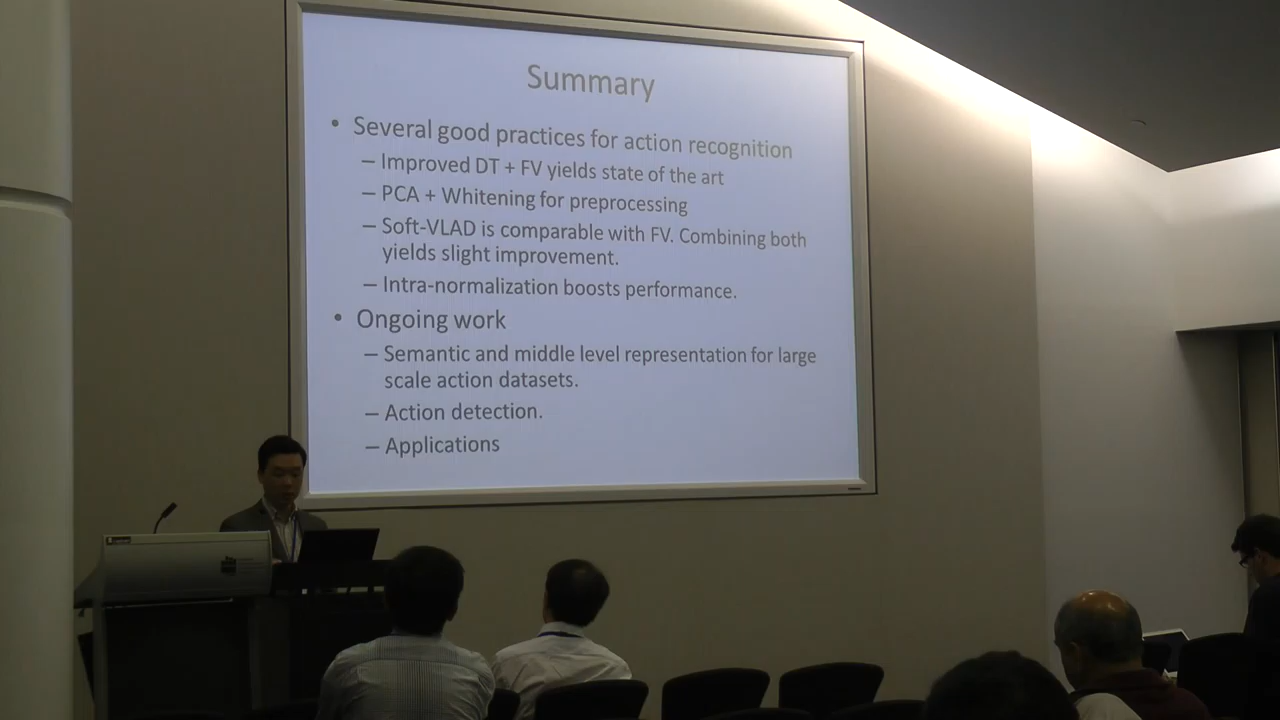 Summary
• Several good practices for action recognition
– Improved DT + FV yields state of the art
– PCA + Whitening for preprocessing
– Soft-VLAD is comparable with FV. Combining both
yields slight improvement.
– Intra-normalization boosts performance.
• Ongoing work
– Semantic and middle level representation for large
scale action datasets.
– Action detection.
– Applications